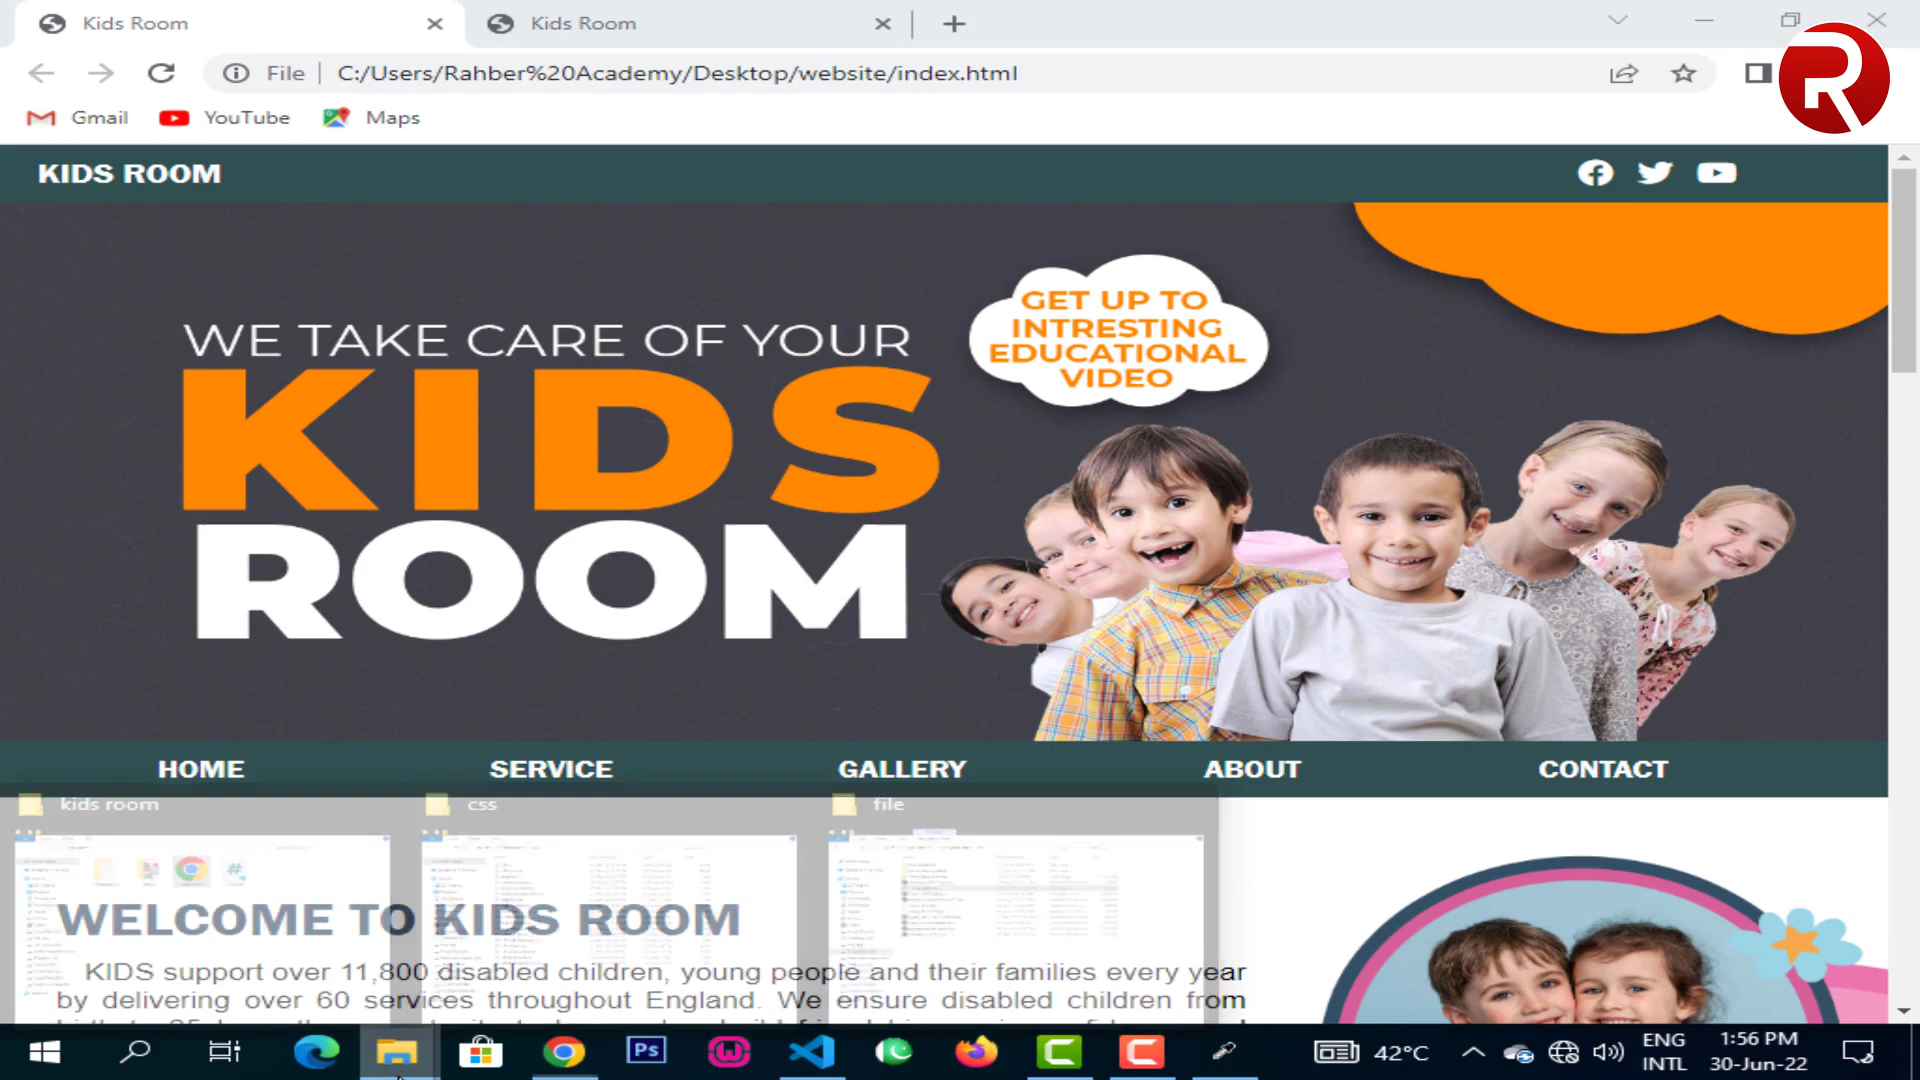 Kids Room
Kids Room
File
C:/Users/Rahber%20Academy/Desktop/website/index.html
R
Gmail
YouTube
Maps
KIDS ROOM
WE TAKE CARE OF YOUR
KIDS
ROOM
GET UP TO
INTRESTING
EDUCATIONAL
VIDEO
HOME
SERVICE
GALLERY
ABOUT
CONTACT
kids room
css
file
WELCOME TO KIDS ROOM
KIDS support over 11,800 disabled children, young people and their families every year
by delivering over 60 services throughout England. We ensure disabled children from
Ps
42°C
ENG
INTL
1:56 PM
30-Jun-22